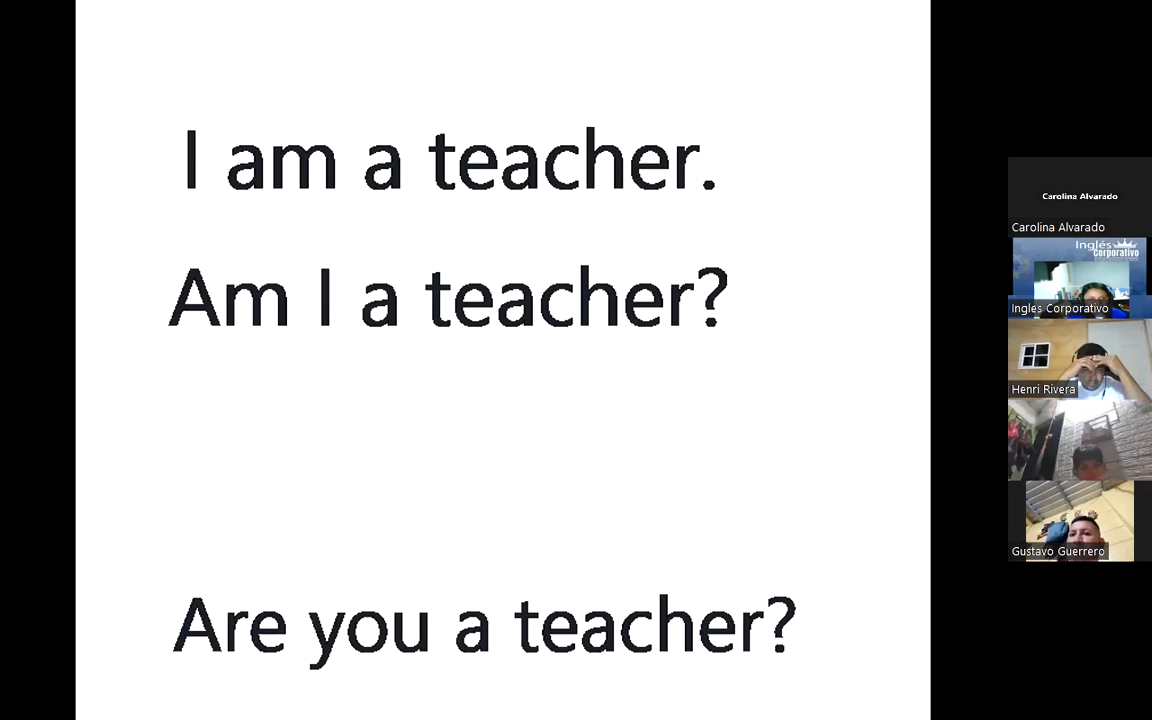 I am a teacher.
Am I a teacher?
Are you a teacher?
Carolina Alvarado
Carolina Alvarado
Inglés
Corporativo
Ingles Corporativo
Henri Rivera
Gustavo Guerrero